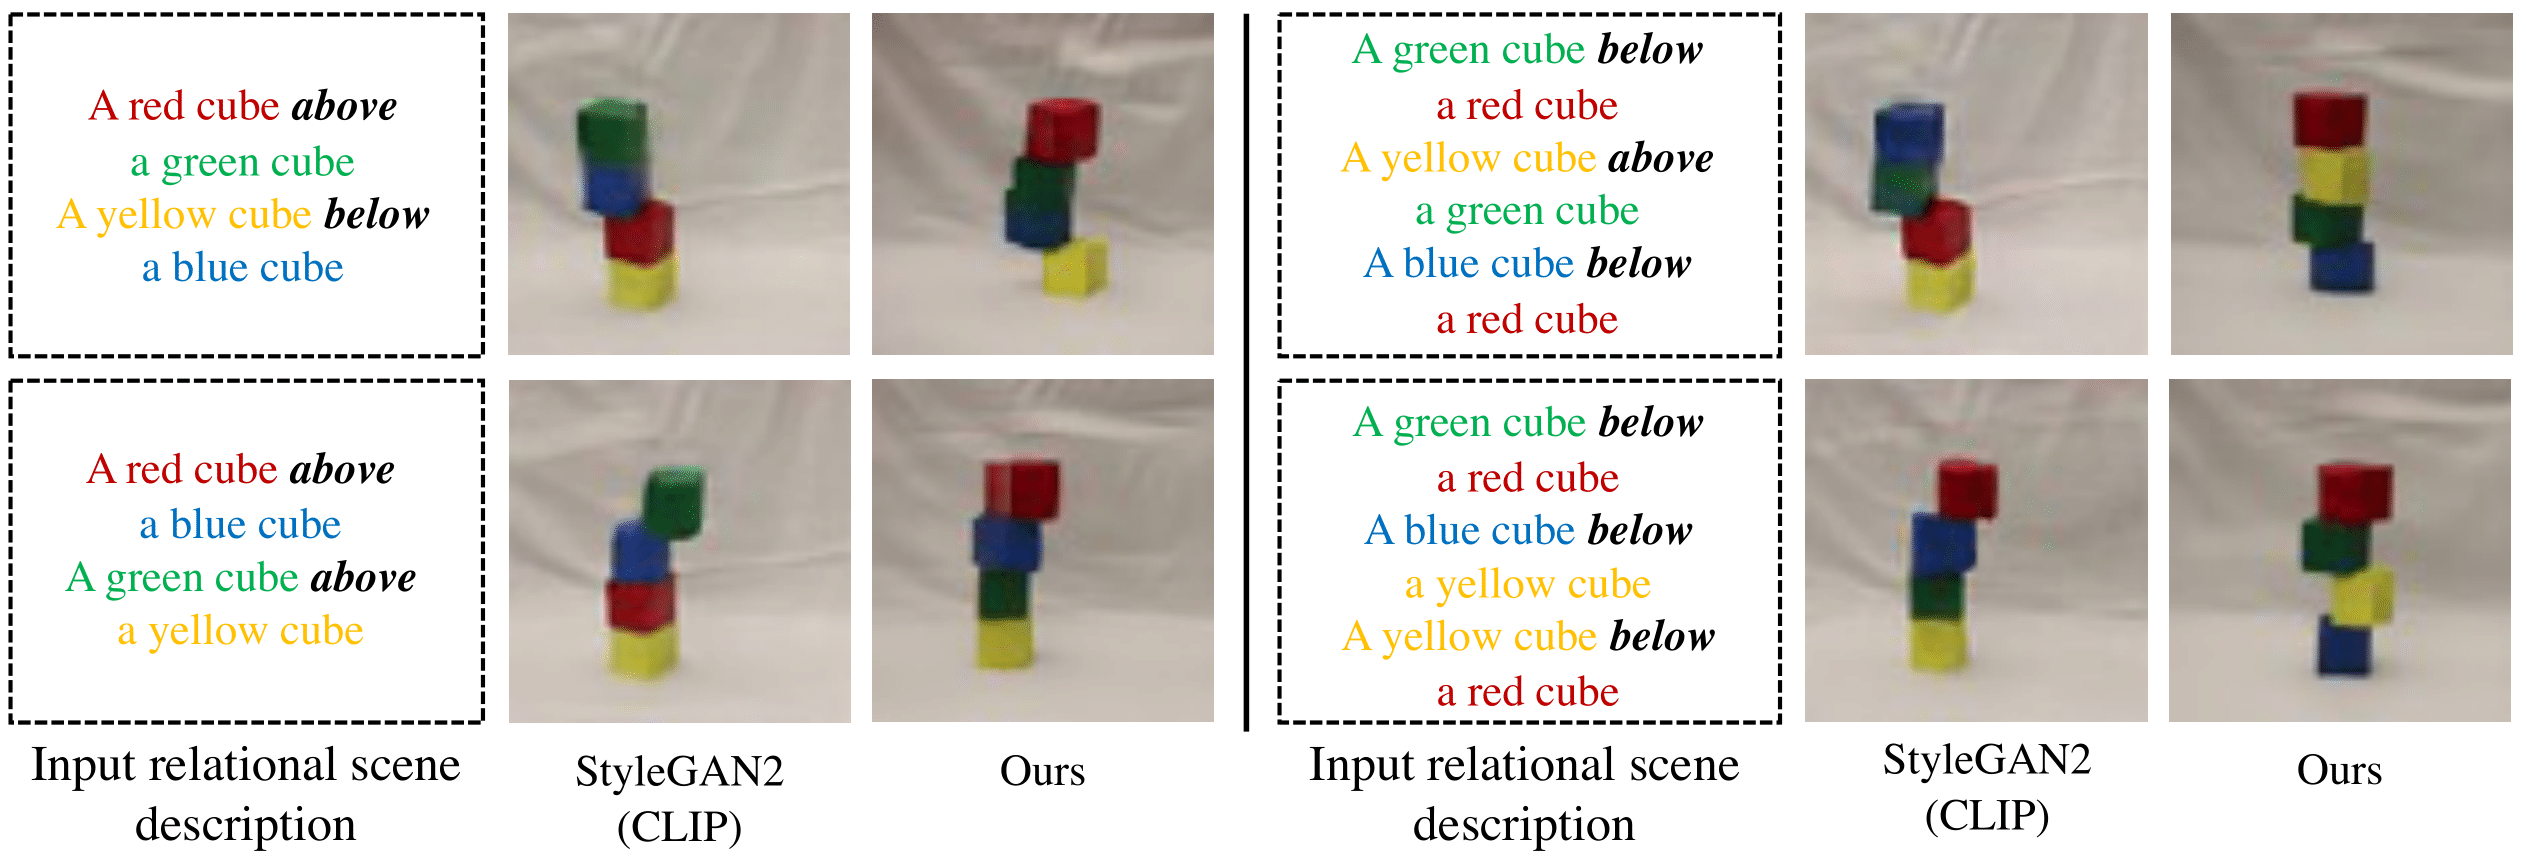 A red cube above
a green cube
A yellow cube below
a blue cube
A green cube below
a red cube
A yellow cube above
a green cube
A blue cube below
a red cube
A red cube above
a blue cube
A green cube above
a yellow cube
A green cube below
a red cube
A blue cube below
a yellow cube
A yellow cube below
a red cube
Input relational scene
description
StyleGAN2
(CLIP)
Ours
Input relational scene
description
StyleGAN2
(CLIP)
Ours